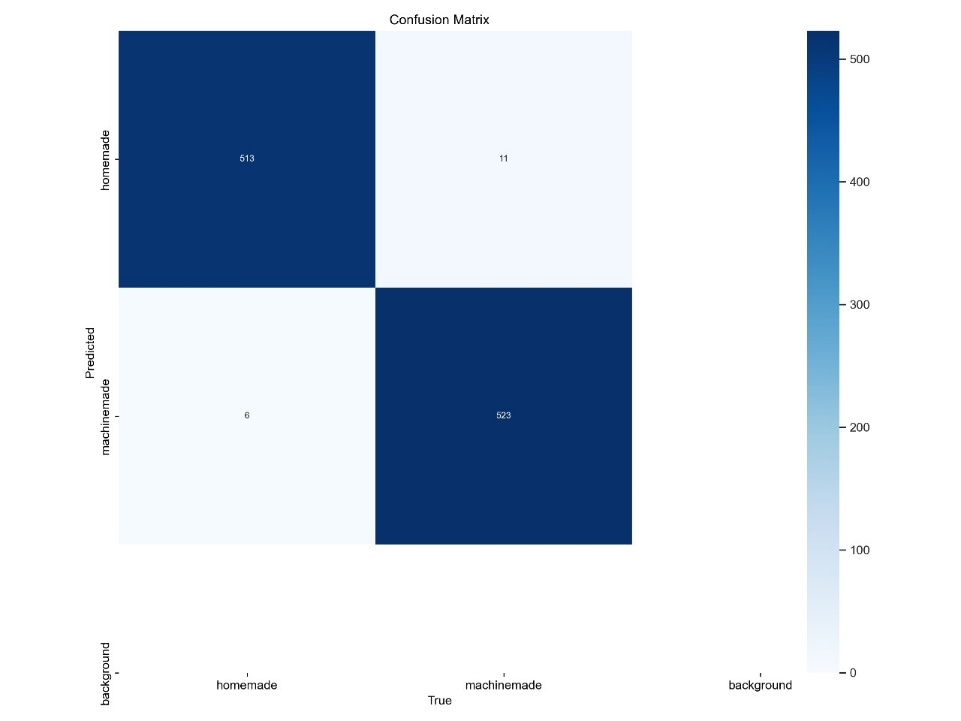 Confusion Matrix
homemade
513
11
500
400
300
Predicted
machinemade
6
523
200
100
background
0
homemade
machinemade
background
True